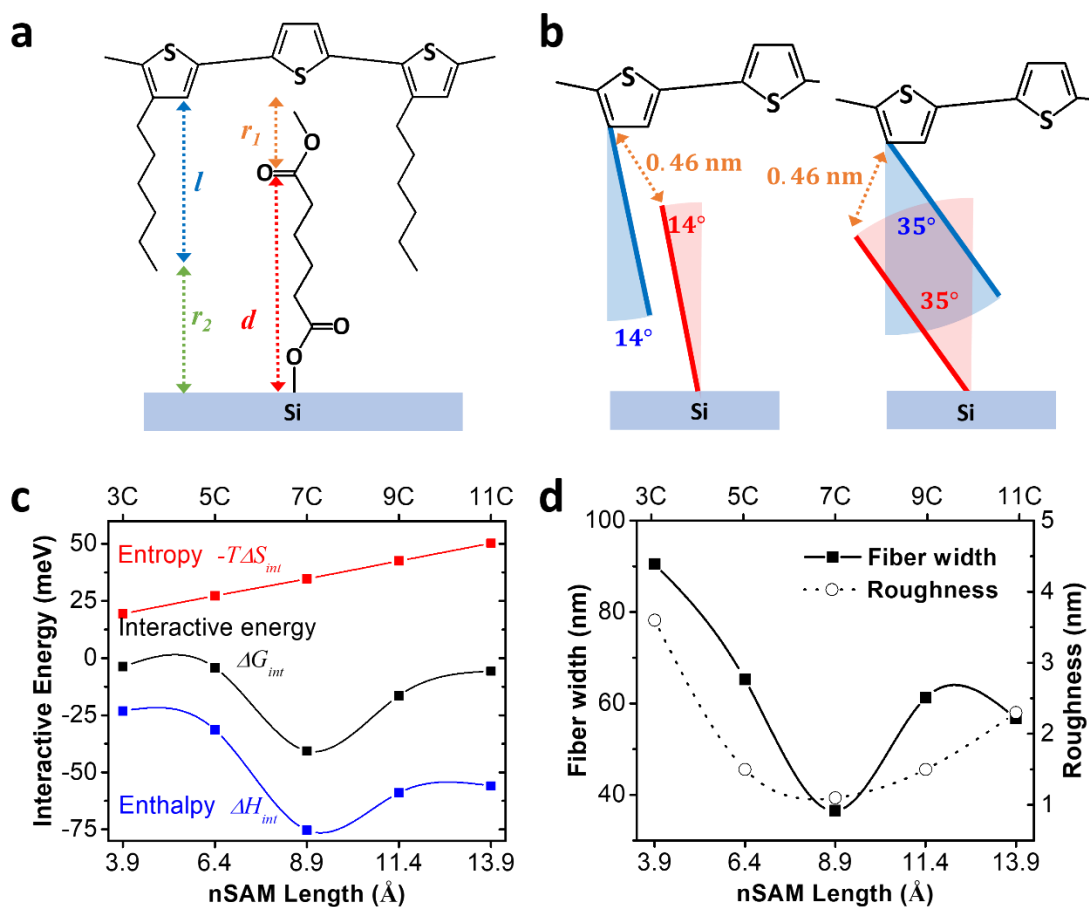 a
S
S
S
l
r1
r2
d
O
O
O
O
Si
b
S
S
0.46 nm
14°
14°
Si
S
S
0.46 nm
35°
35°
Si
c
3C 5C 7C 9C 11C
50
25
0
-25
-50
-75
Interactive Energy (meV)
Entropy -TΔS_int
Interactive energy
ΔG_int
Enthalpy ΔH_int
3.9 6.4 8.9 11.4 13.9
nSAM Length (Å)
d
3C 5C 7C 9C 11C
100
80
60
40
Fiber width (nm)
Fiber width
Roughness
5
4
3
2
1
Roughness (nm)
3.9 6.4 8.9 11.4 13.9
nSAM Length (Å)